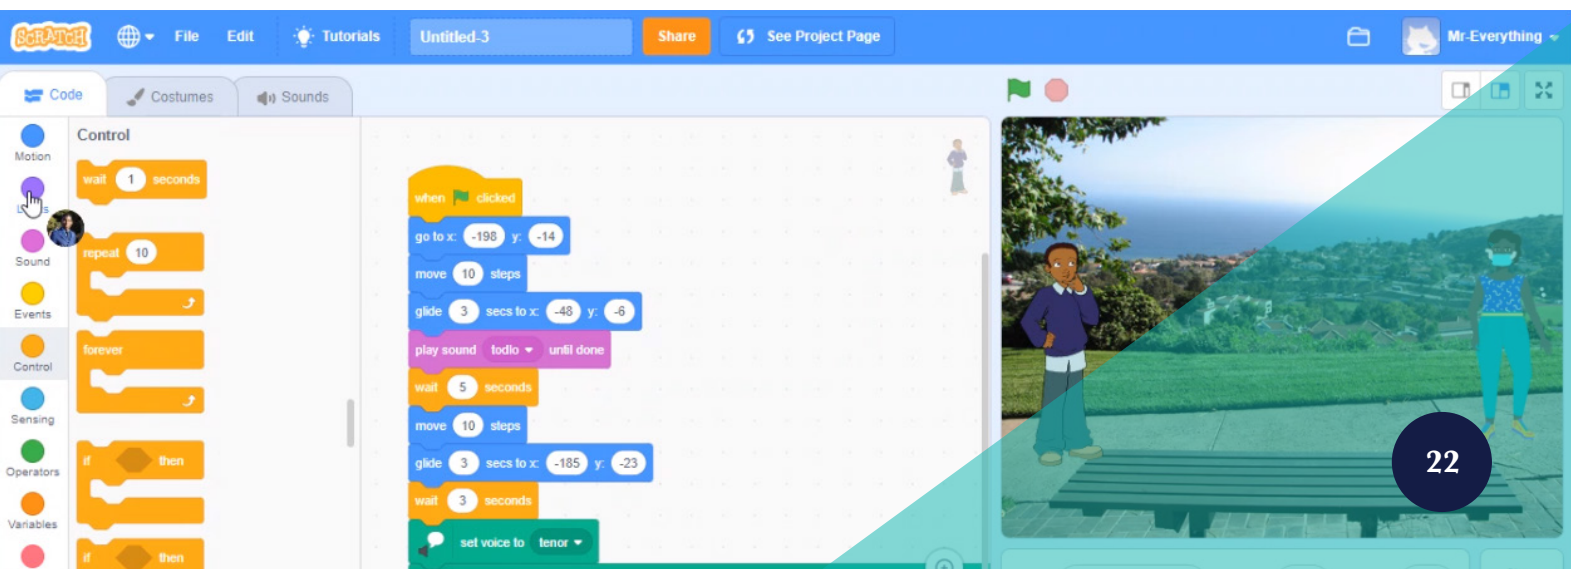 SCRATCH File Edit Tutorials Untitled-3 Share See Project Page Mr-Everything
Code Costumes Sounds
Motion
Sound
Events
Control
Sensing
Operators
Variables
Control
wait 1 seconds
repeat 10
forever
if then
if then
when clicked
go to x: -198 y: -14
move 10 steps
glide 3 secs to x: -48 y: -6
play sound todlo until done
wait 5 seconds
move 10 steps
glide 3 secs to x: -185 y: -23
wait 3 seconds
set voice to tenor
22